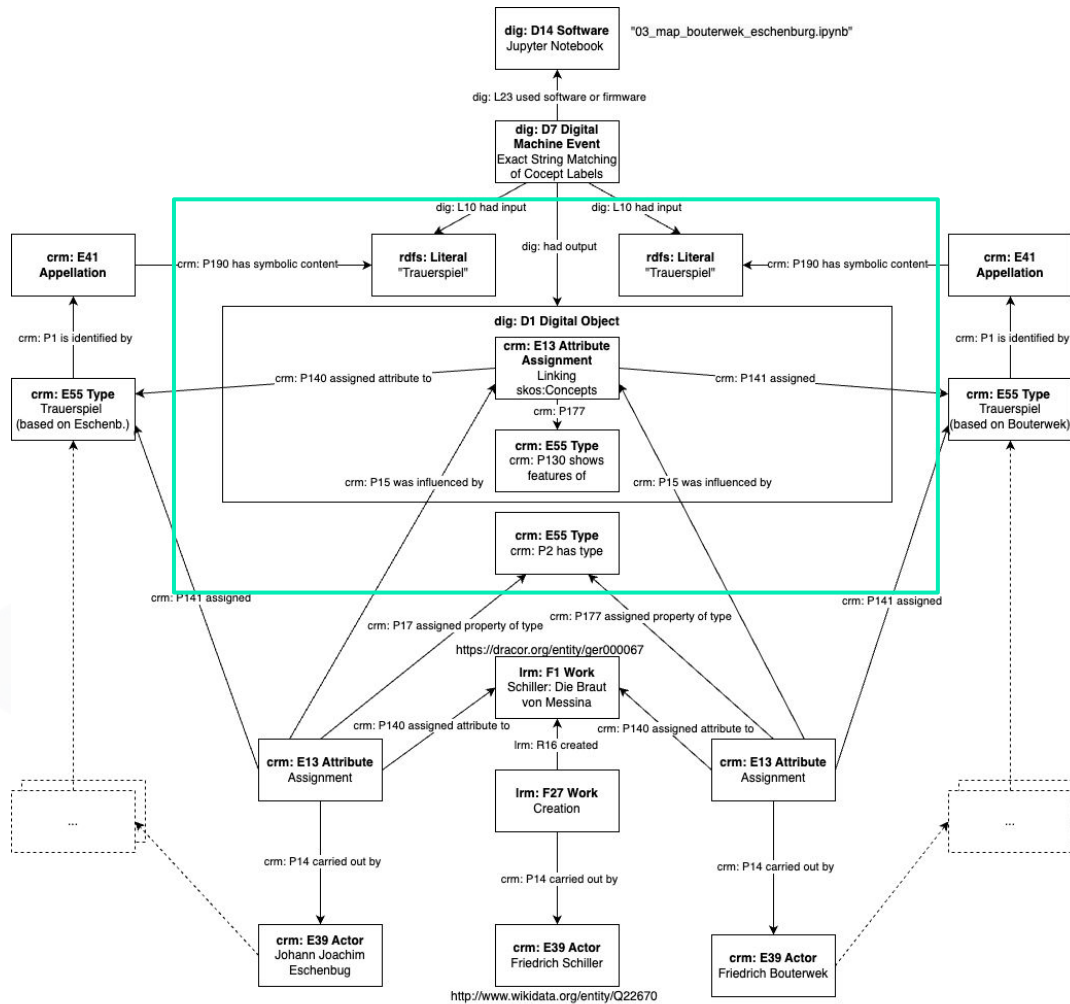 dig: D14 Software
Jupyter Notebook
"03_map_bouterwek_eschenburg.ipynb"
dig: L23 used software or firmware
dig: D7 Digital
Machine Event
Exact String Matching
of Cocept Labels
dig: L10 had input
dig: L10 had input
dig: had output
crm: E41
Appellation
crm: P190 has symbolic content
rdfs: Literal
"Trauerspiel"
rdfs: Literal
"Trauerspiel"
crm: P190 has symbolic content
crm: E41
Appellation
dig: D1 Digital Object
crm: P1 is identified by
crm: E13 Attribute
Assignment
Linking
skos:Concepts
crm: P1 is identified by
crm: P140 assigned attribute to
crm: P141 assigned
crm: E55 Type
Trauerspiel
(based on Eschenb.)
crm: P177
crm: E55 Type
Trauerspiel
(based on Bouterwek)
crm: E55 Type
crm: P130 shows
features of
crm: P15 was influenced by
crm: P15 was influenced by
crm: E55 Type
crm: P2 has type
crm: P141 assigned
crm: P141 assigned
crm: P17 assigned property of type
crm: P177 assigned property of type
https://dracor.org/entity/ger000067
lrm: F1 Work
Schiller: Die Braut
von Messina
crm: P140 assigned attribute to
crm: P140 assigned attribute to
lrm: R16 created
crm: E13 Attribute
Assignment
lrm: F27 Work
Creation
crm: E13 Attribute
Assignment
...
...
crm: P14 carried out by
crm: P14 carried out by
crm: P14 carried out by
crm: E39 Actor
Johann Joachim
Eschenbug
crm: E39 Actor
Friedrich Schiller
crm: E39 Actor
Friedrich Bouterwek
http://www.wikidata.org/entity/Q22670